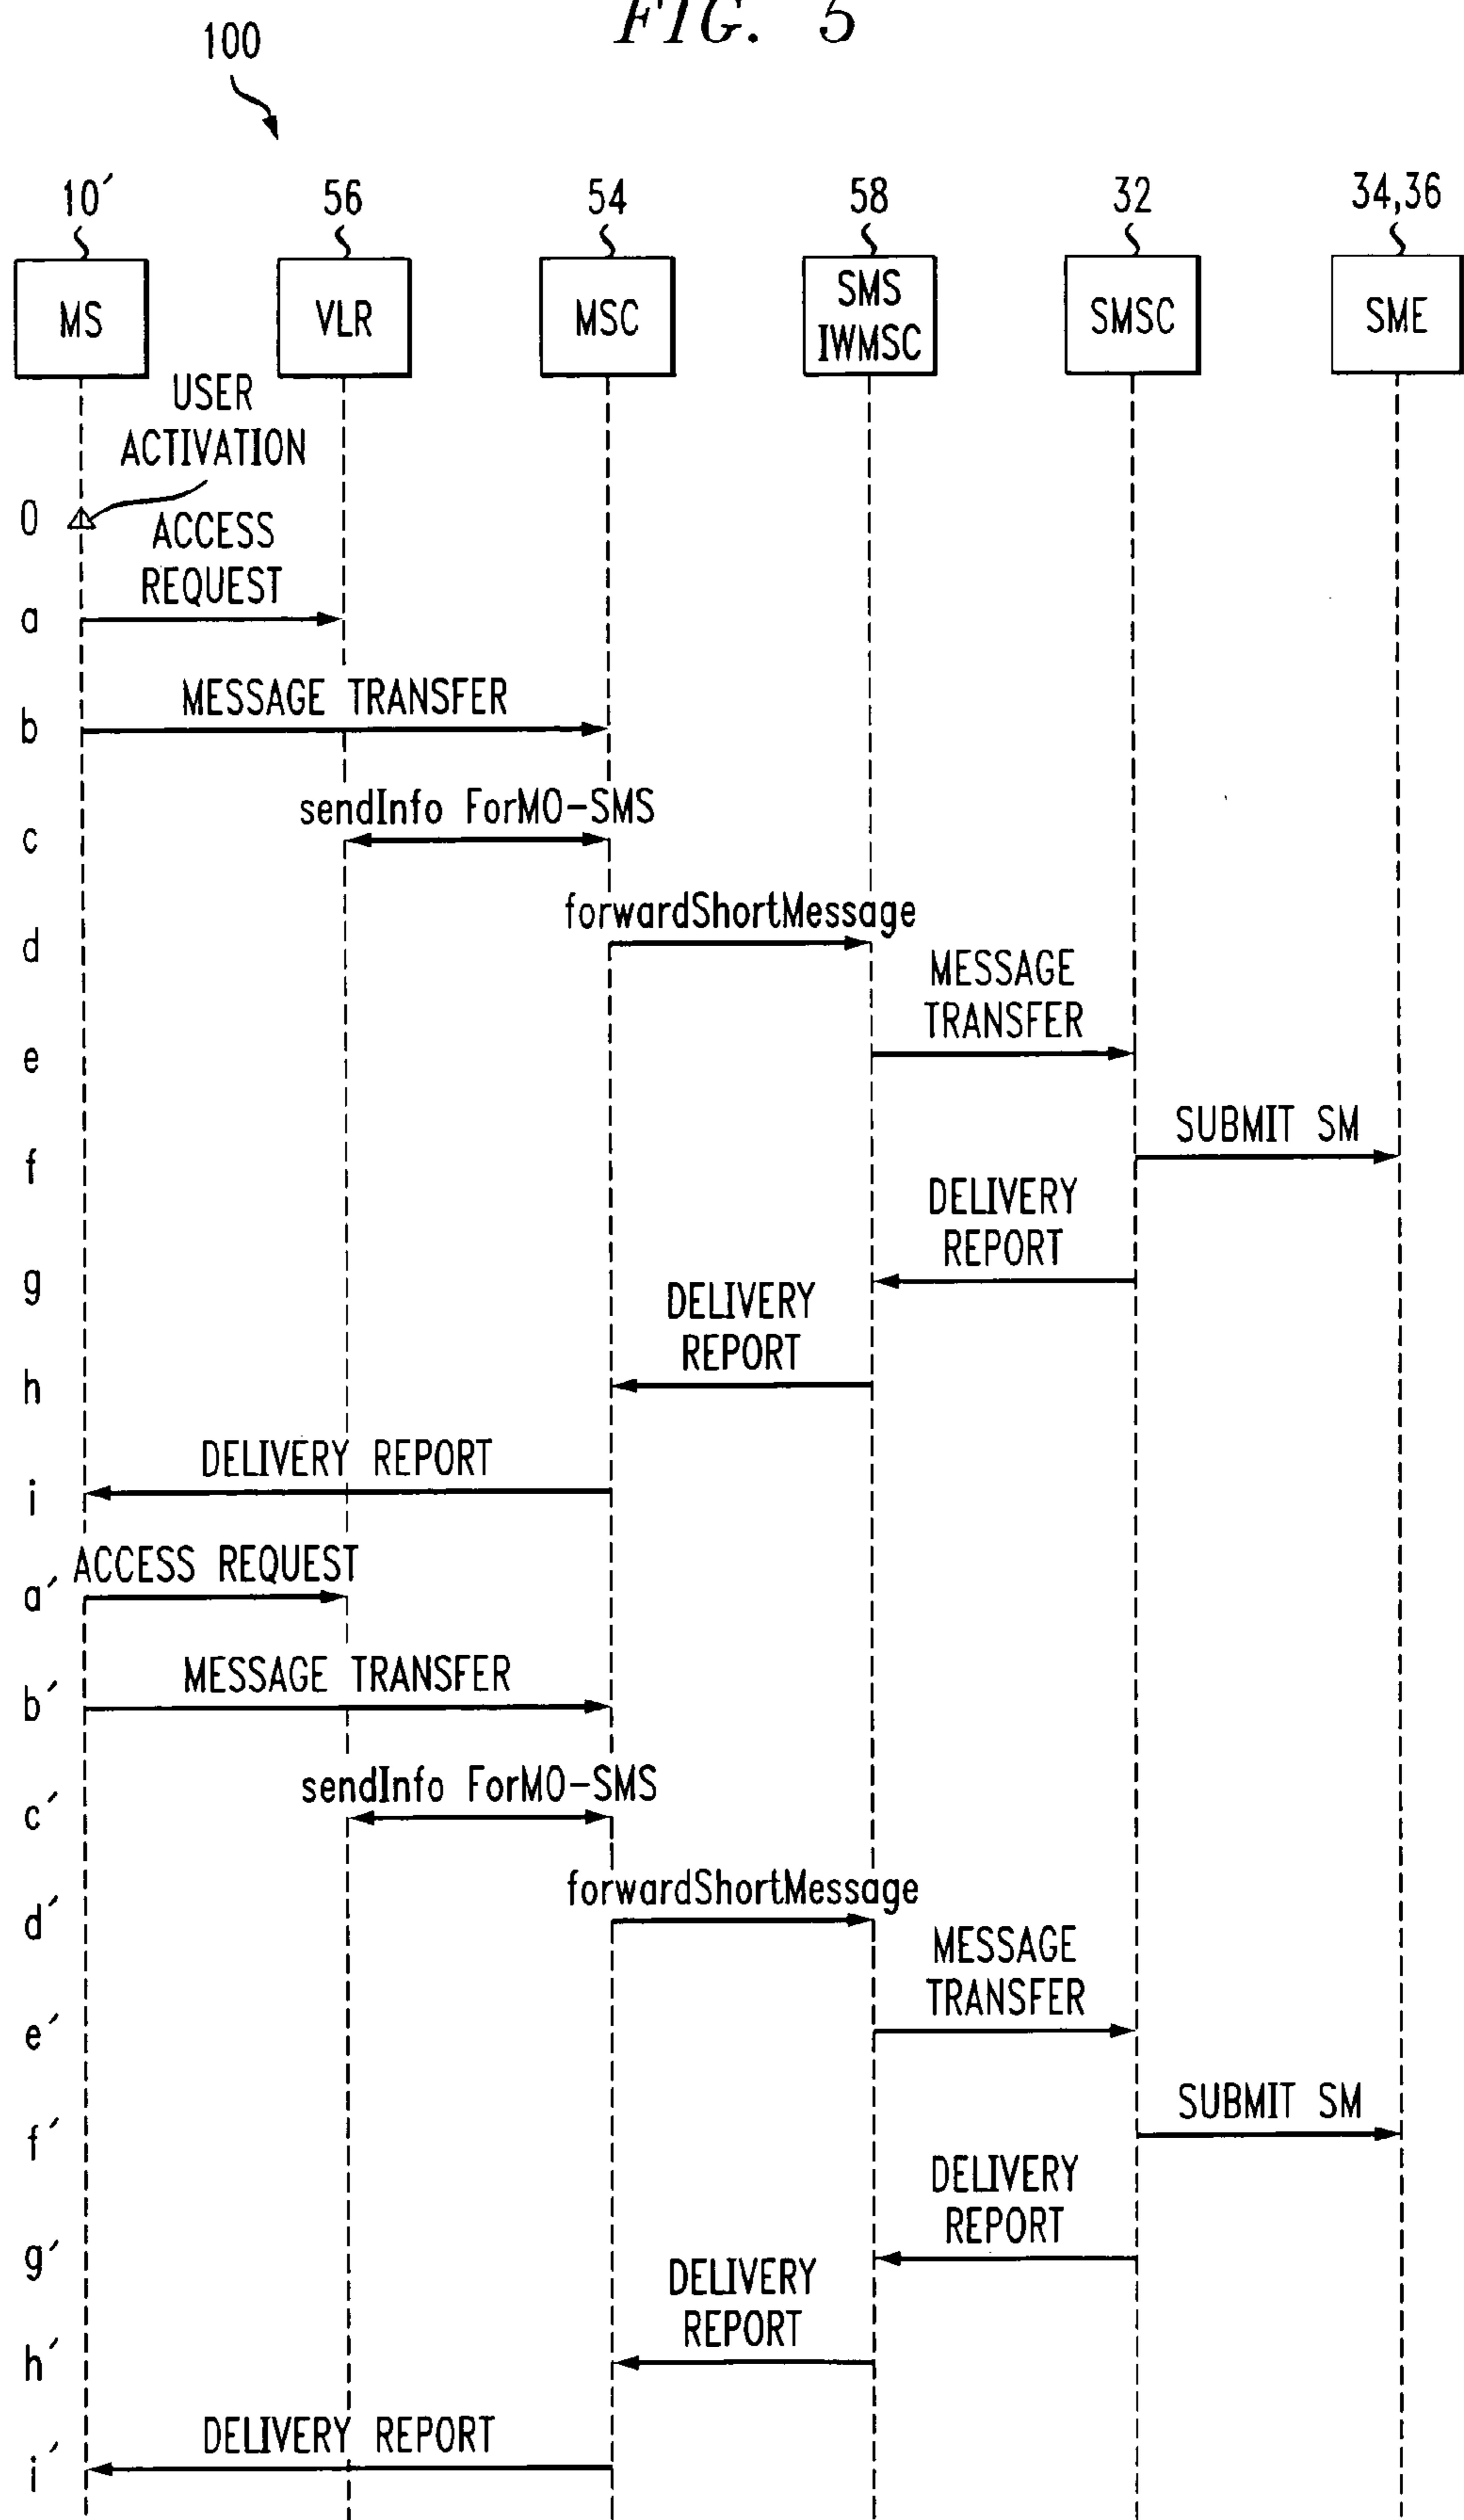 FIG. 5
100
10′ 56 54 58 32 34,36
MS VLR MSC SMS IWMSC SMSC SME
USER
ACTIVATION
0
ACCESS
REQUEST
a
MESSAGE TRANSFER
b
sendInfo ForMO-SMS
c
forwardShortMessage
d
MESSAGE
TRANSFER
e
SUBMIT SM
f
DELIVERY
REPORT
g
DELIVERY
REPORT
h
DELIVERY REPORT
i
ACCESS REQUEST
a′
MESSAGE TRANSFER
b′
sendInfo ForMO-SMS
c′
forwardShortMessage
d′
MESSAGE
TRANSFER
e′
SUBMIT SM
f′
DELIVERY
REPORT
g′
DELIVERY
REPORT
h′
DELIVERY REPORT
i′